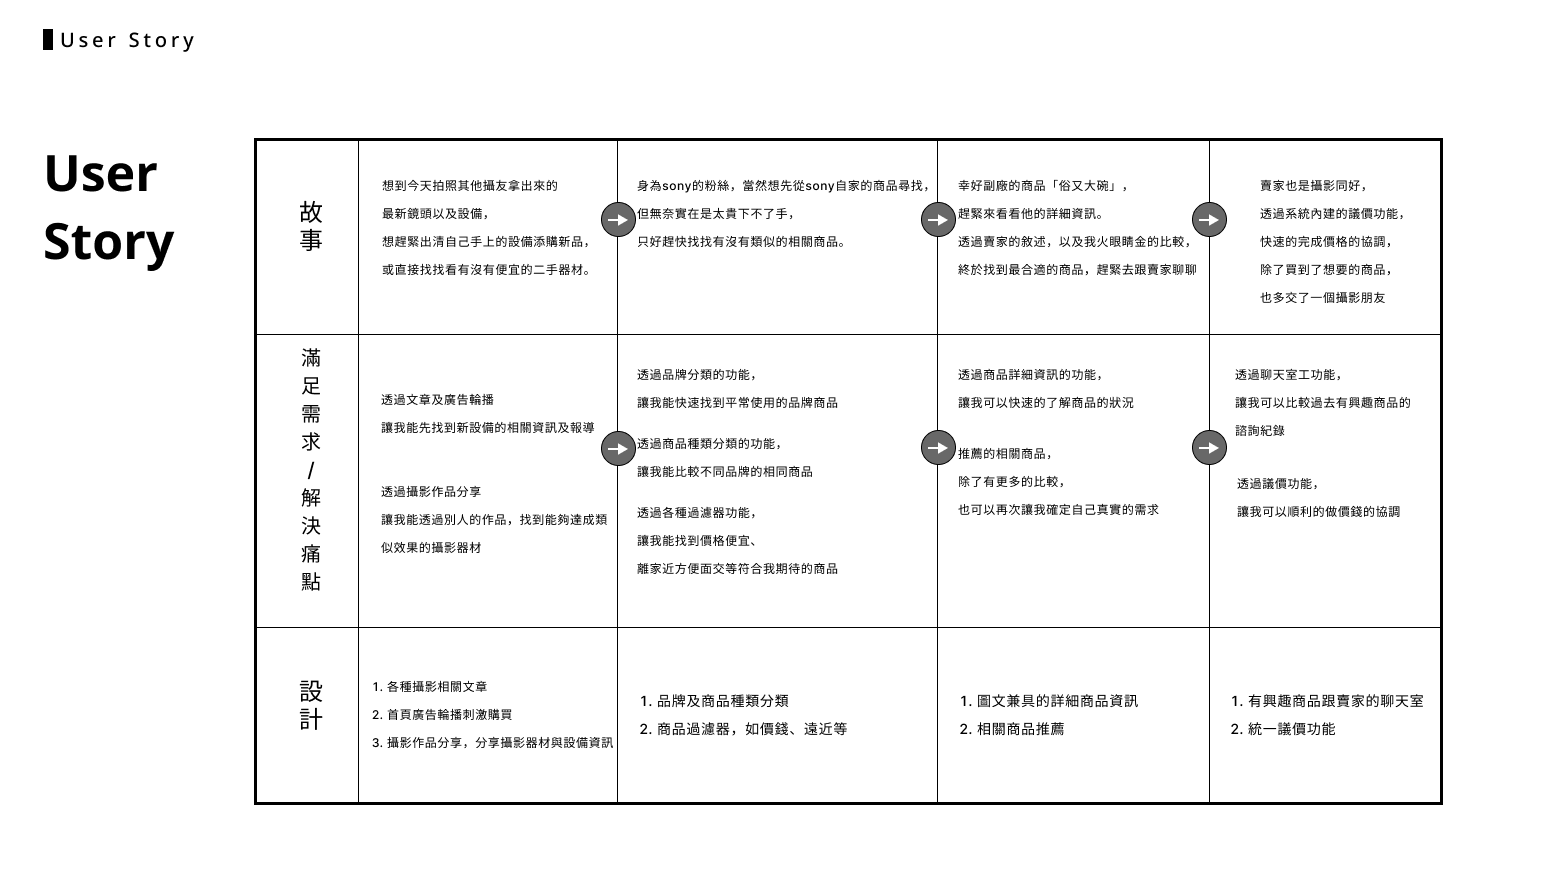 User Story
User
Story
故事
想到今天拍照其他攝友拿出來的
最新鏡頭以及設備，
想趕緊出清自己手上的設備添購新品，
或直接找找看有沒有便宜的二手器材。
身為sony的粉絲，當然想先從sony自家的商品尋找，
但無奈實在是太貴下不了手，
只好趕快找找有沒有類似的相關商品。
幸好副廠的商品「俗又大碗」，
趕緊來看看他的詳細資訊。
透過賣家的敘述，以及我火眼睛金的比較，
終於找到最合適的商品，趕緊去跟賣家聊聊
賣家也是攝影同好，
透過系統內建的議價功能，
快速的完成價格的協調，
除了買到了想要的商品，
也多交了一個攝影朋友
滿足需求/解決痛點
透過文章及廣告輪播
讓我能先找到新設備的相關資訊及報導
透過攝影作品分享
讓我能透過別人的作品，找到能夠達成類
似效果的攝影器材
透過品牌分類的功能，
讓我能快速找到平常使用的品牌商品
透過商品種類分類的功能，
讓我能比較不同品牌的相同商品
透過各種過濾器功能，
讓我能找到價格便宜、
離家近方便面交等符合我期待的商品
透過商品詳細資訊的功能，
讓我可以快速的了解商品的狀況
推薦的相關商品，
除了有更多的比較，
也可以再次讓我確定自己真實的需求
透過聊天室工功能，
讓我可以比較過去有興趣商品的
諮詢紀錄
透過議價功能，
讓我可以順利的做價錢的協調
設計
1. 各種攝影相關文章
2. 首頁廣告輪播刺激購買
3. 攝影作品分享，分享攝影器材與設備資訊
1. 品牌及商品種類分類
2. 商品過濾器，如價錢、遠近等
1. 圖文兼具的詳細商品資訊
2. 相關商品推薦
1. 有興趣商品跟賣家的聊天室
2. 統一議價功能